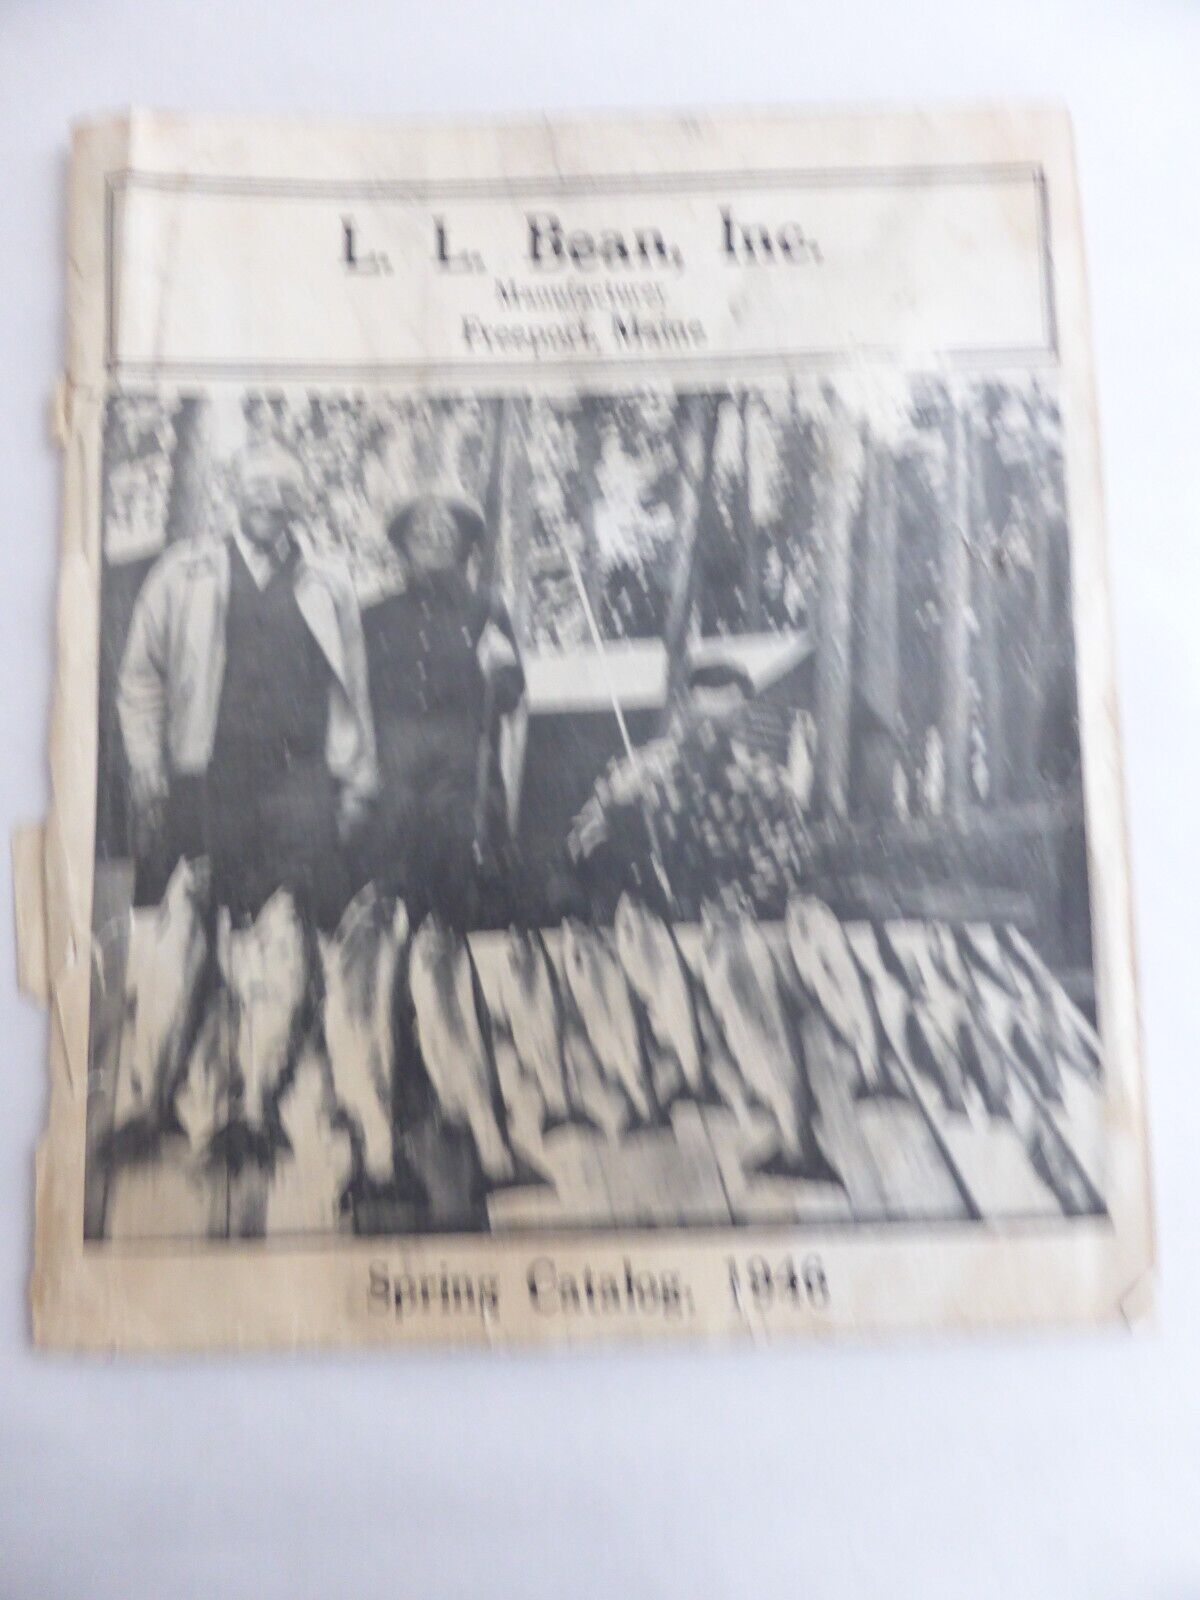 L. L. Bean, Inc.
Manufacturer
Freeport, Maine
Spring Catalog, 1946